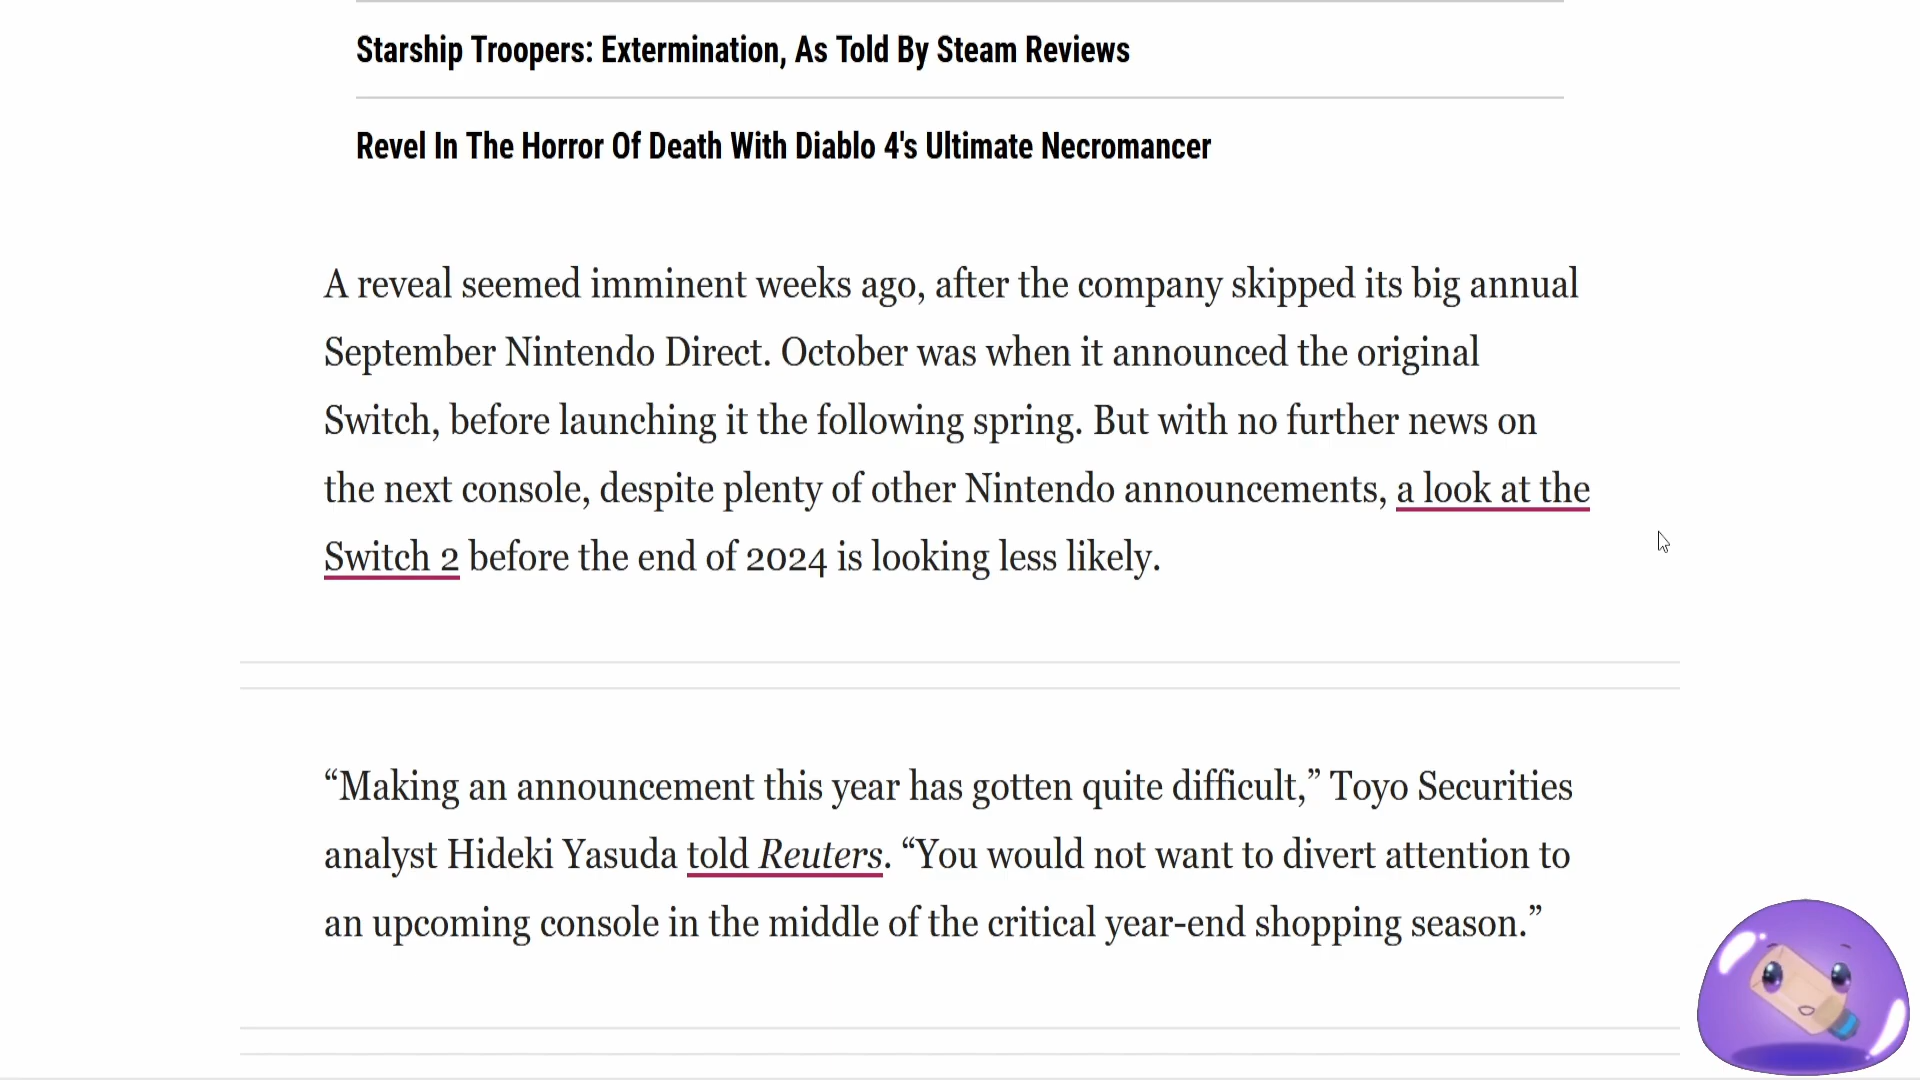 Starship Troopers: Extermination, As Told By Steam Reviews
Revel In The Horror Of Death With Diablo 4's Ultimate Necromancer
A reveal seemed imminent weeks ago, after the company skipped its big annual
September Nintendo Direct. October was when it announced the original
Switch, before launching it the following spring. But with no further news on
the next console, despite plenty of other Nintendo announcements, a look at the
Switch 2 before the end of 2024 is looking less likely.
“Making an announcement this year has gotten quite difficult,” Toyo Securities
analyst Hideki Yasuda told Reuters. “You would not want to divert attention to
an upcoming console in the middle of the critical year-end shopping season.”